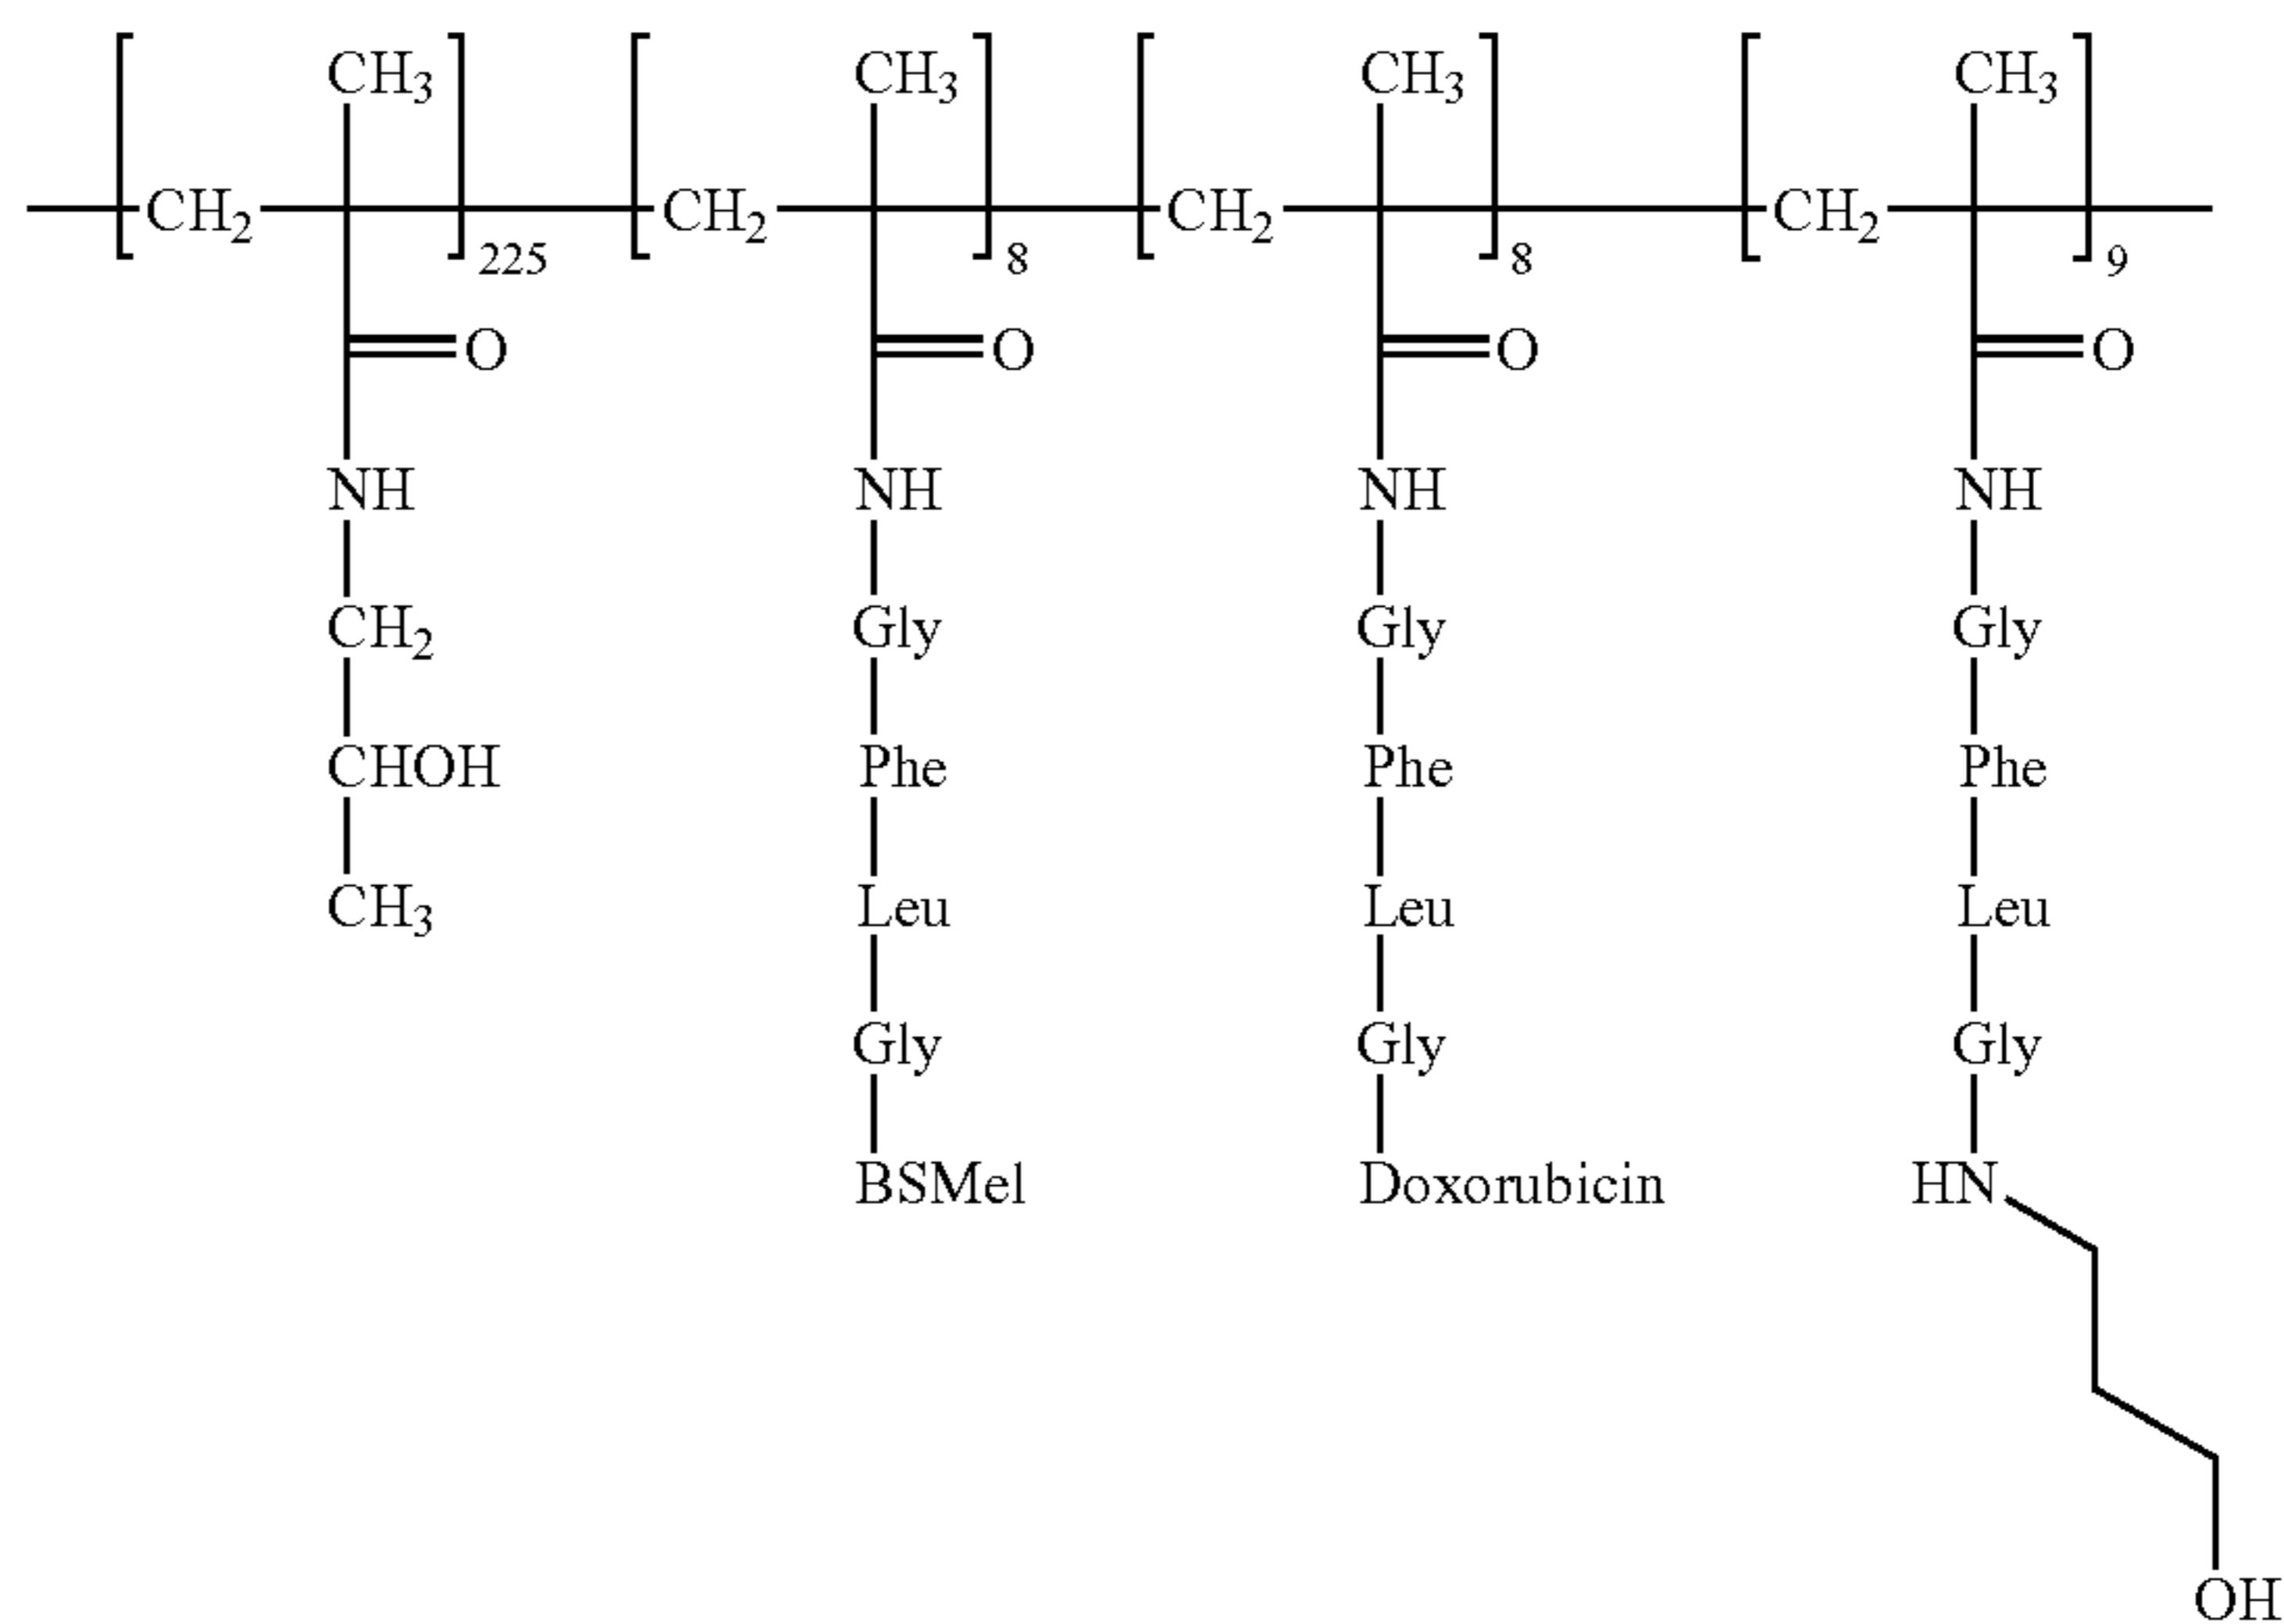 CH3 CH3 CH3 CH3
CH2 CH2 CH2 CH2
225 8 8 9
O O O O
NH NH NH NH
CH2 Gly Gly Gly
CHOH Phe Phe Phe
CH3 Leu Leu Leu
Gly Gly Gly
BSMel Doxorubicin HN
OH